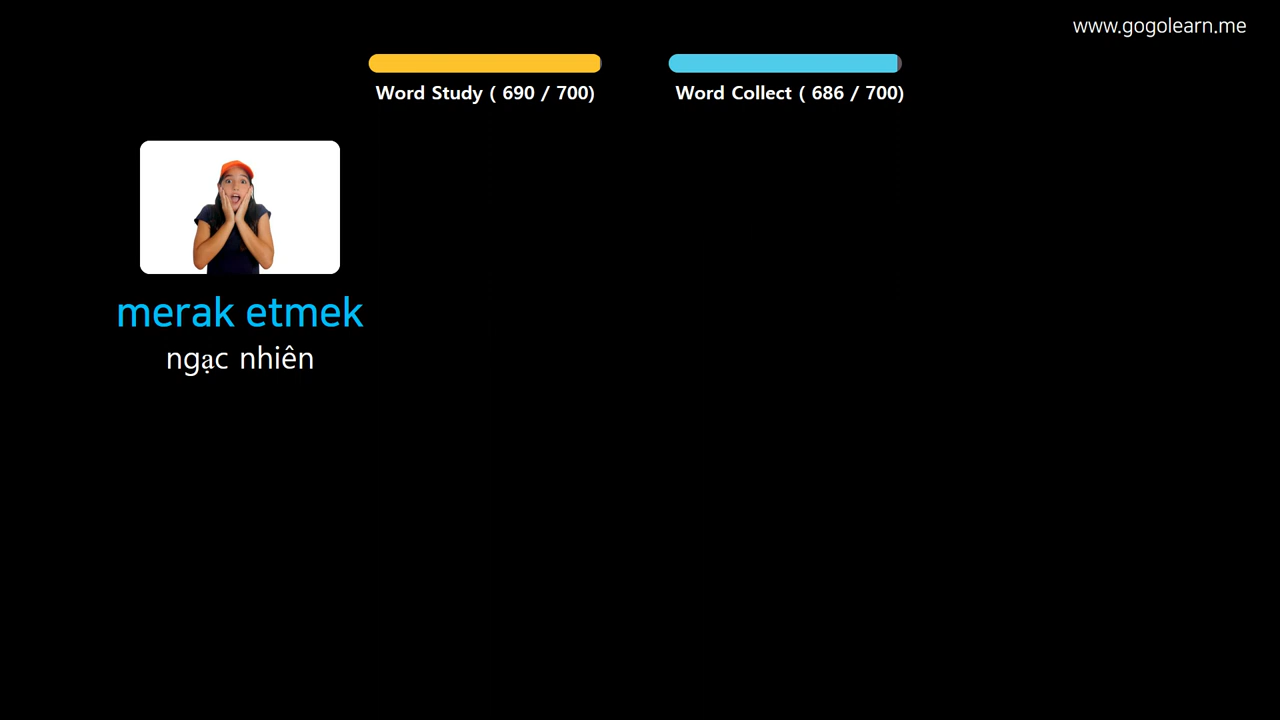 www.gogolearn.me
Word Study ( 690 / 700)
Word Collect ( 686 / 700)
merak etmek
ngạc nhiên